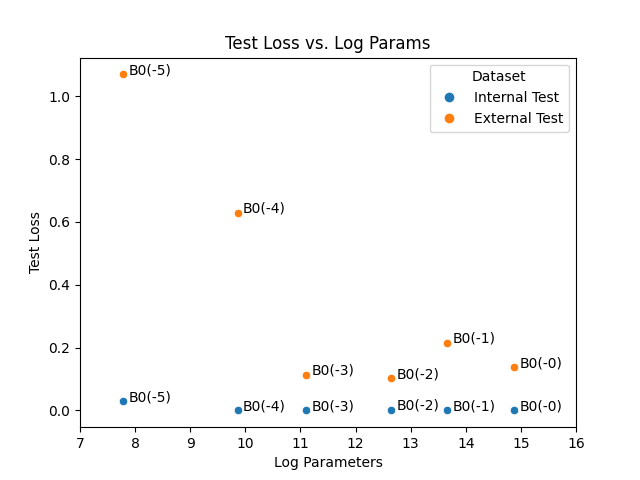 Test Loss vs. Log Params
Dataset
Internal Test
External Test
B0(-5)
B0(-4)
B0(-3)
B0(-2)
B0(-1)
B0(-0)
B0(-5)
B0(-4)
B0(-3)
B0(-2)
B0(-1)
B0(-0)
Test Loss
1.0
0.8
0.6
0.4
0.2
0.0
7 8 9 10 11 12 13 14 15 16
Log Parameters